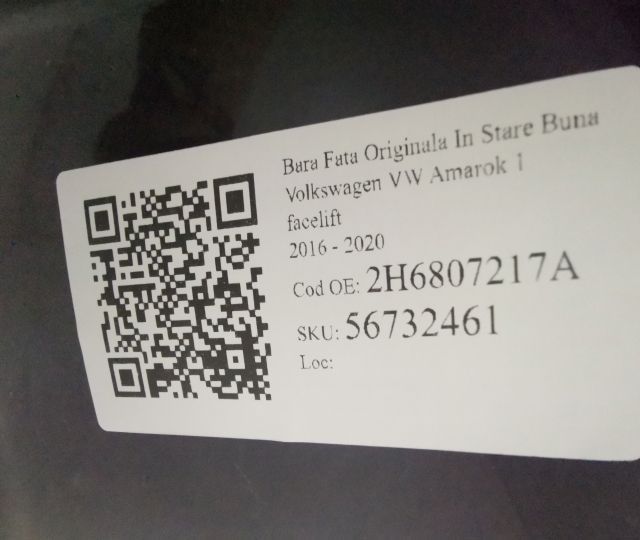 Bara Fata Originala In Stare Buna
Volkswagen VW Amarok 1
facelift
2016 - 2020
Cod OE: 2H6807217A
SKU: 56732461
Loc: